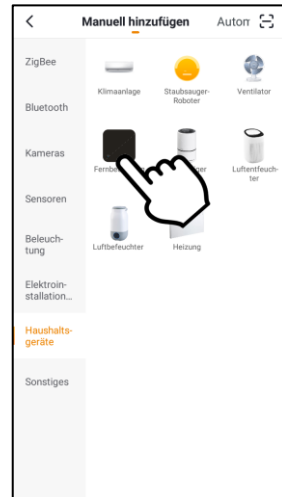 Manuell hinzufügen Autom
ZigBee
Bluetooth
Kameras
Sensoren
Beleuch-
tung
Elektroin-
stallation...
Haushalts-
geräte
Sonstiges
Klimaanlage
Staubsauger-
Roboter
Ventilator
Luftentfeuch-
ter
Luftbefeuchter
Heizung